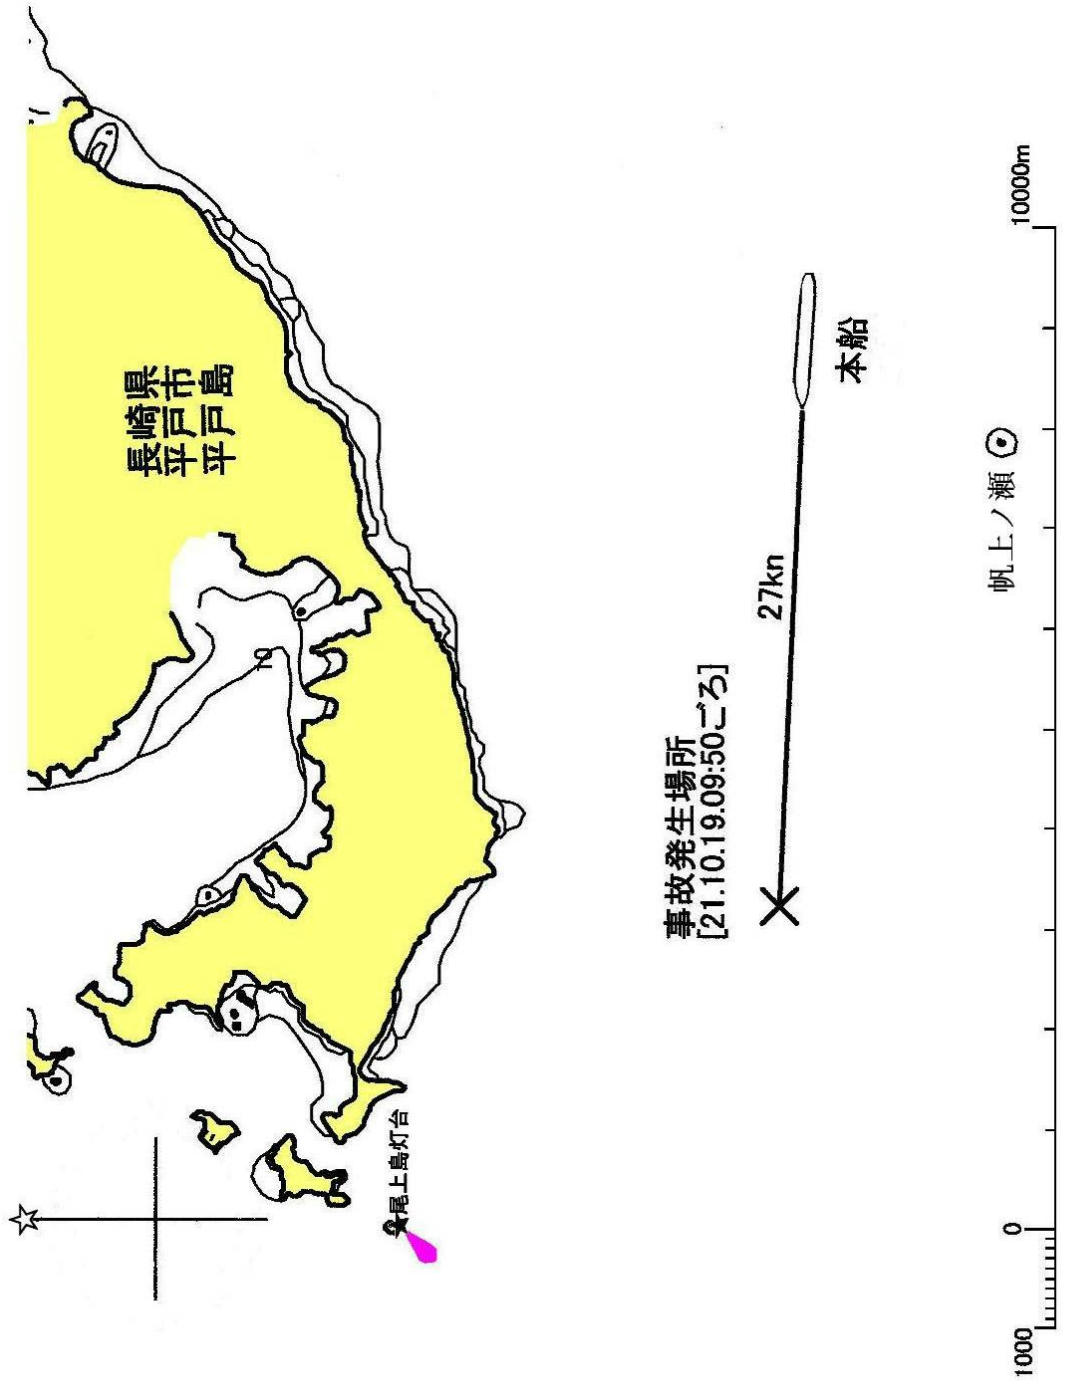 長崎県
平戸市
平戸島
10
尾上島灯台
事故発生場所
[21.10.19.09:50ごろ]
27kn
本船
帆上ノ瀬
1000
0
10000m